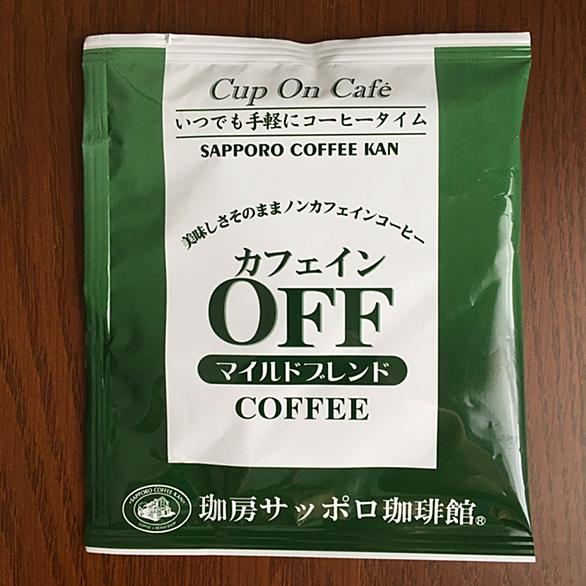 Cup On Café
いつでも手軽にコーヒータイム
SAPPORO COFFEE KAN
美味しさそのままノンカフェインコーヒー
カフェイン
OFF
マイルドブレンド
COFFEE
SAPPORO COFFEE KAN
珈房サッポロ珈琲館®